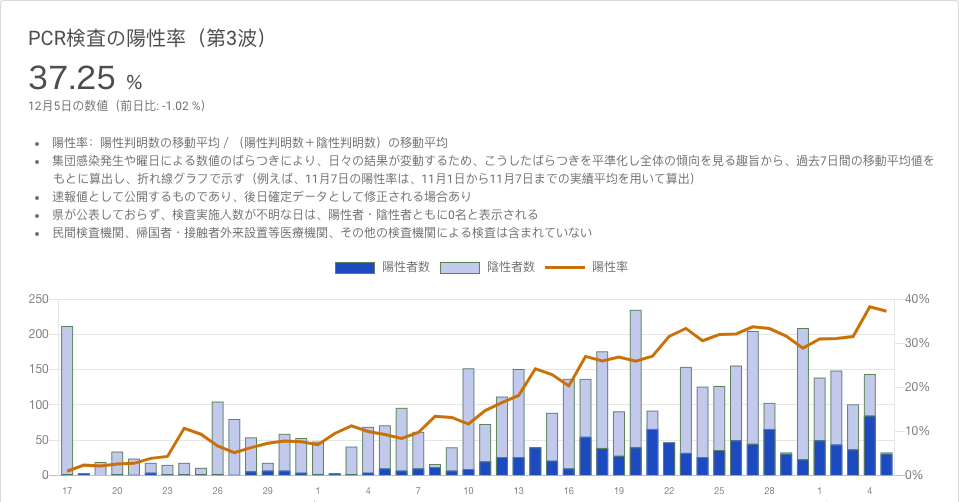 PCR検査の陽性率（第3波）
37.25 %
12月5日の数値（前日比: -1.02 %）
• 陽性率：陽性判明数の移動平均 / （陽性判明数＋陰性判明数）の移動平均
• 集団感染発生や曜日による数値のばらつきにより、日々の結果が変動するため、こうしたばらつきを平準化し全体の傾向を見る趣旨から、過去7日間の移動平均値を
もとに算出し、折れ線グラフで示す（例えば、11月7日の陽性率は、11月1日から11月7日までの実績平均を用いて算出）
• 速報値として公開するものであり、後日確定データとして修正される場合あり
• 県が公表しておらず、検査実施人数が不明な日は、陽性者・陰性者ともに0名と表示される
• 民間検査機関、帰国者・接触者外来設置等医療機関、その他の検査機関による検査は含まれていない
陽性者数 陰性者数 陽性率
250 40%
200
30%
150
20%
100
10%
50
0 0%
17 20 23 26 29 1 4 7 10 13 16 19 22 25 28 1 4